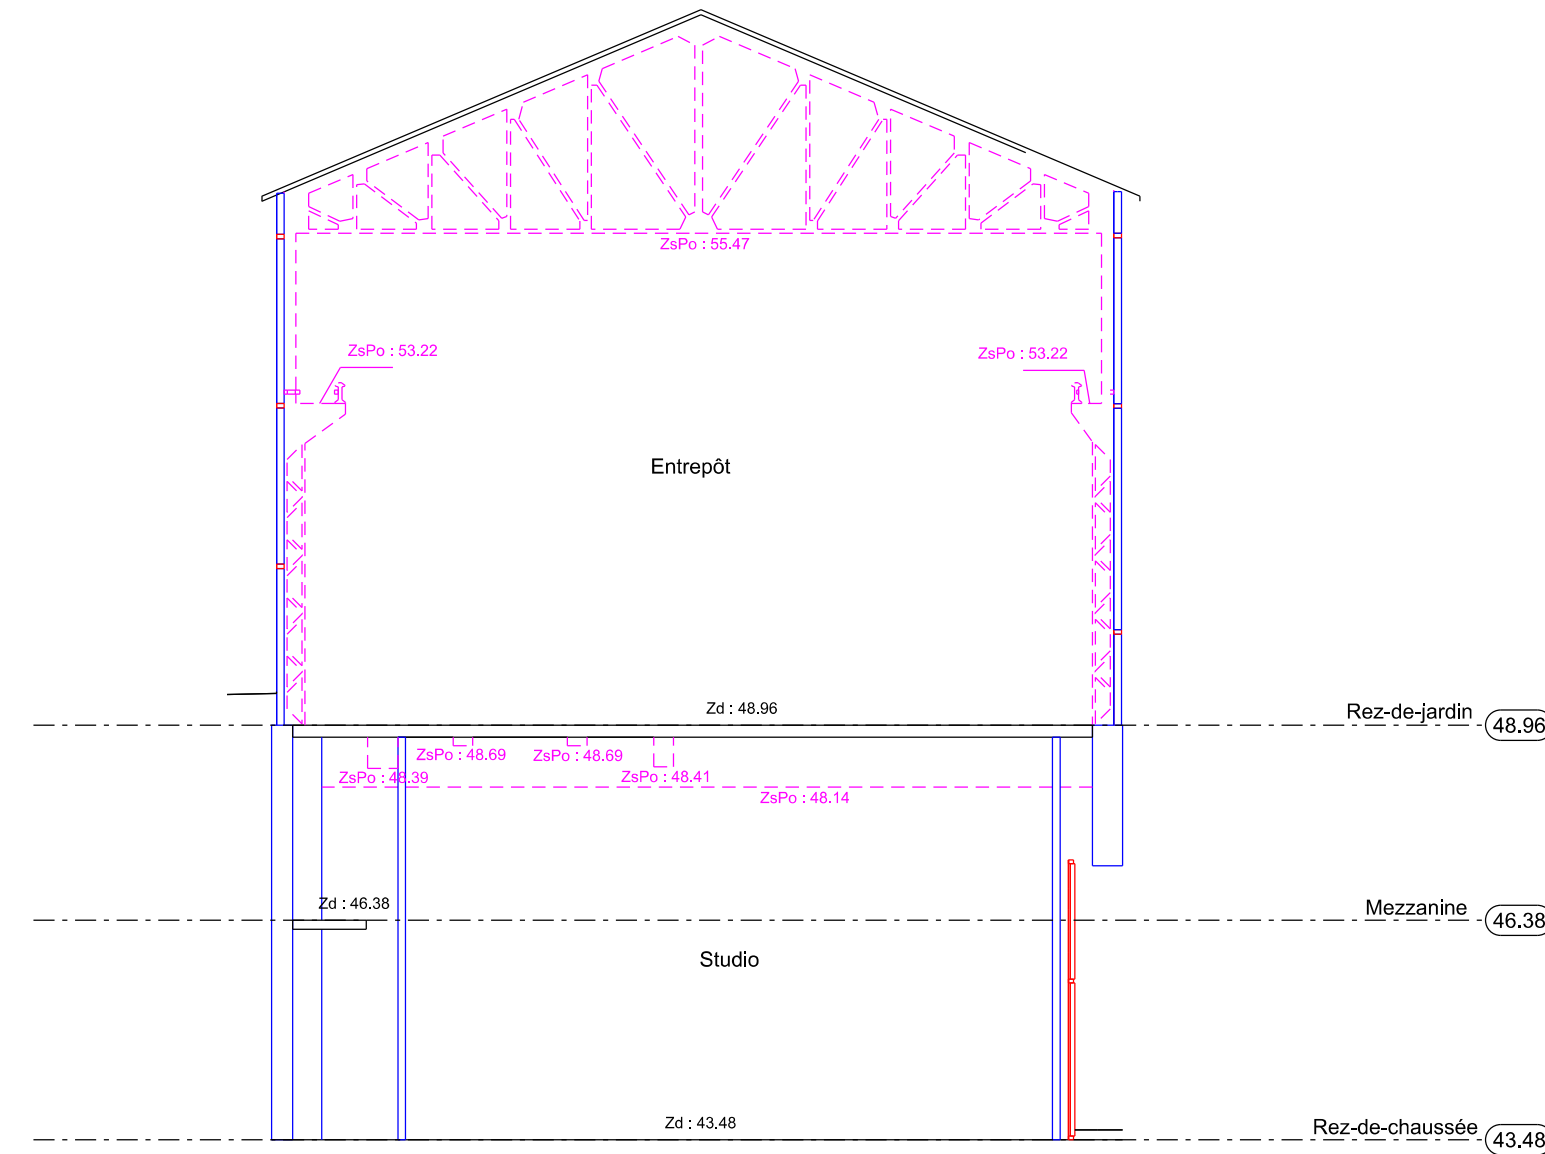 ZsPo : 55.47
ZsPo : 53.22
ZsPo : 53.22
Entrepôt
Zd : 48.96
Rez-de-jardin
48.96
ZsPo : 48.69
ZsPo : 48.69
ZsPo : 48.39
ZsPo : 48.41
ZsPo : 48.14
Zd : 46.38
Mezzanine
46.38
Studio
Zd : 43.48
Rez-de-chaussée
43.48